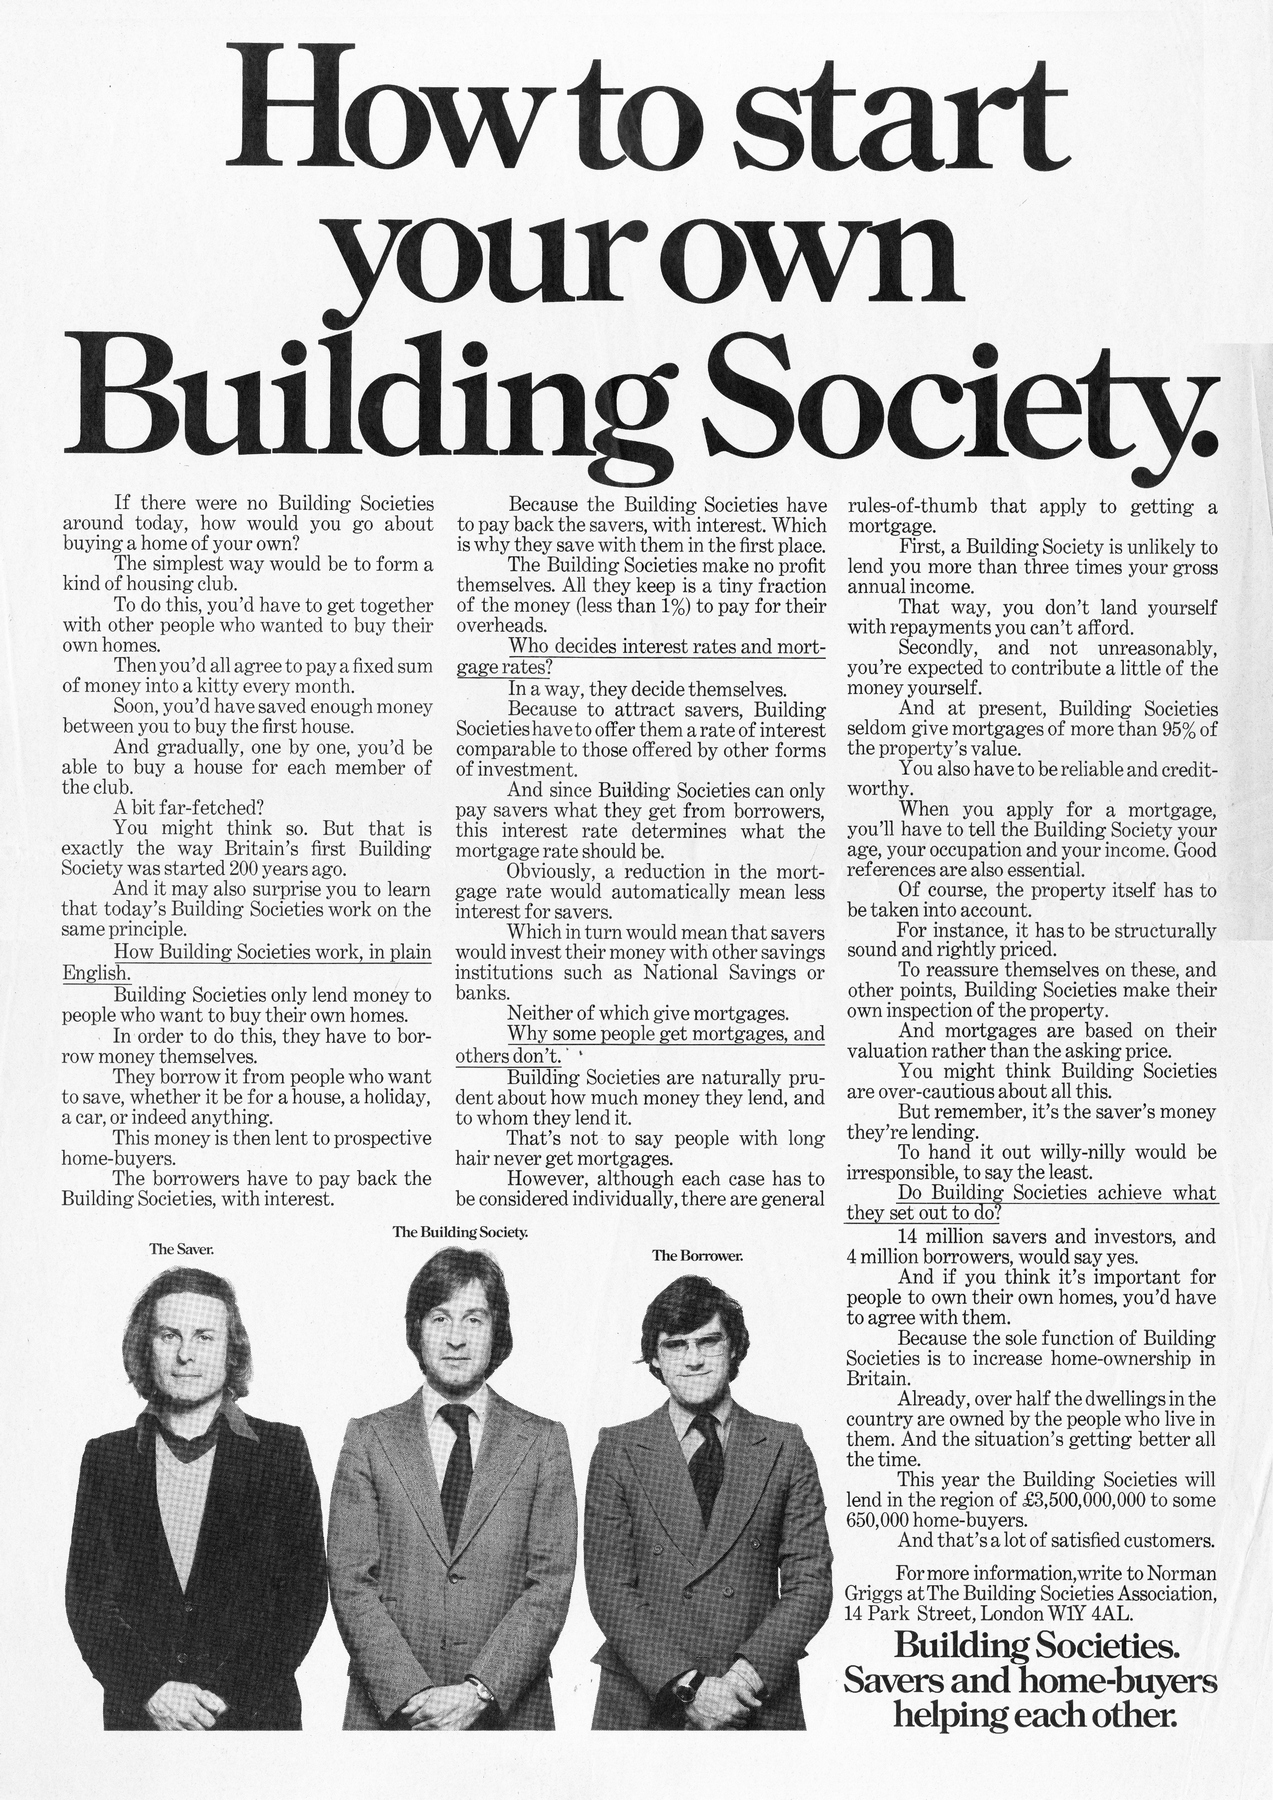 How to start
your own
Building Society.
If there were no Building Societies
around today, how would you go about
buying a home of your own?
The simplest way would be to form a
kind of housing club.
To do this, you'd have to get together
with other people who wanted to buy their
own homes.
Then you'd all agree to pay a fixed sum
of money into a kitty every month.
Soon, you'd have saved enough money
between you to buy the first house.
And gradually, one by one, you'd be
able to buy a house for each member of
the club.
A bit far-fetched?
You might think so. But that is
exactly the way Britain's first Building
Society was started 200 years ago.
And it may also surprise you to learn
that today's Building Societies work on the
same principle.
How Building Societies work, in plain
English.
Building Societies only lend money to
people who want to buy their own homes.
In order to do this, they have to bor-
row money themselves.
They borrow it from people who want
to save, whether it be for a house, a holiday,
a car, or indeed anything.
This money is then lent to prospective
home-buyers.
The borrowers have to pay back the
Building Societies, with interest.
Because the Building Societies have
to pay back the savers, with interest. Which
is why they save with them in the first place.
The Building Societies make no profit
themselves. All they keep is a tiny fraction
of the money (less than 1%) to pay for their
overheads.
Who decides interest rates and mort-
gage rates?
In a way, they decide themselves.
Because to attract savers, Building
Societies have to offer them a rate of interest
comparable to those offered by other forms
of investment.
And since Building Societies can only
pay savers what they get from borrowers,
this interest rate determines what the
mortgage rate should be.
Obviously, a reduction in the mort-
gage rate would automatically mean less
interest for savers.
Which in turn would mean that savers
would invest their money with other savings
institutions such as National Savings or
banks.
Neither of which give mortgages.
Why some people get mortgages, and
others don't.
Building Societies are naturally pru-
dent about how much money they lend, and
to whom they lend it.
That's not to say people with long
hair never get mortgages.
However, although each case has to
be considered individually, there are general
rules-of-thumb that apply to getting a
mortgage.
First, a Building Society is unlikely to
lend you more than three times your gross
annual income.
That way, you don't land yourself
with repayments you can't afford.
Secondly, and not unreasonably,
you're expected to contribute a little of the
money yourself.
And at present, Building Societies
seldom give mortgages of more than 95% of
the property's value.
You also have to be reliable and credit-
worthy.
When you apply for a mortgage,
you'll have to tell the Building Society your
age, your occupation and your income. Good
references are also essential.
Of course, the property itself has to
be taken into account.
For instance, it has to be structurally
sound and rightly priced.
To reassure themselves on these, and
other points, Building Societies make their
own inspection of the property.
And mortgages are based on their
valuation rather than the asking price.
You might think Building Societies
are over-cautious about all this.
But remember, it's the saver's money
they're lending.
To hand it out willy-nilly would be
irresponsible, to say the least.
Do Building Societies achieve what
they set out to do?
14 million savers and investors, and
4 million borrowers, would say yes.
And if you think it's important for
people to own their own homes, you'd have
to agree with them.
Because the sole function of Building
Societies is to increase home-ownership in
Britain.
Already, over half the dwellings in the
country are owned by the people who live in
them. And the situation's getting better all
the time.
This year the Building Societies will
lend in the region of £3,500,000,000 to some
650,000 home-buyers.
And that's a lot of satisfied customers.
For more information, write to Norman
Griggs at The Building Societies Association,
14 Park Street, London W1Y 4AL.
Building Societies.
Savers and home-buyers
helping each other.
The Saver.
The Building Society.
The Borrower.